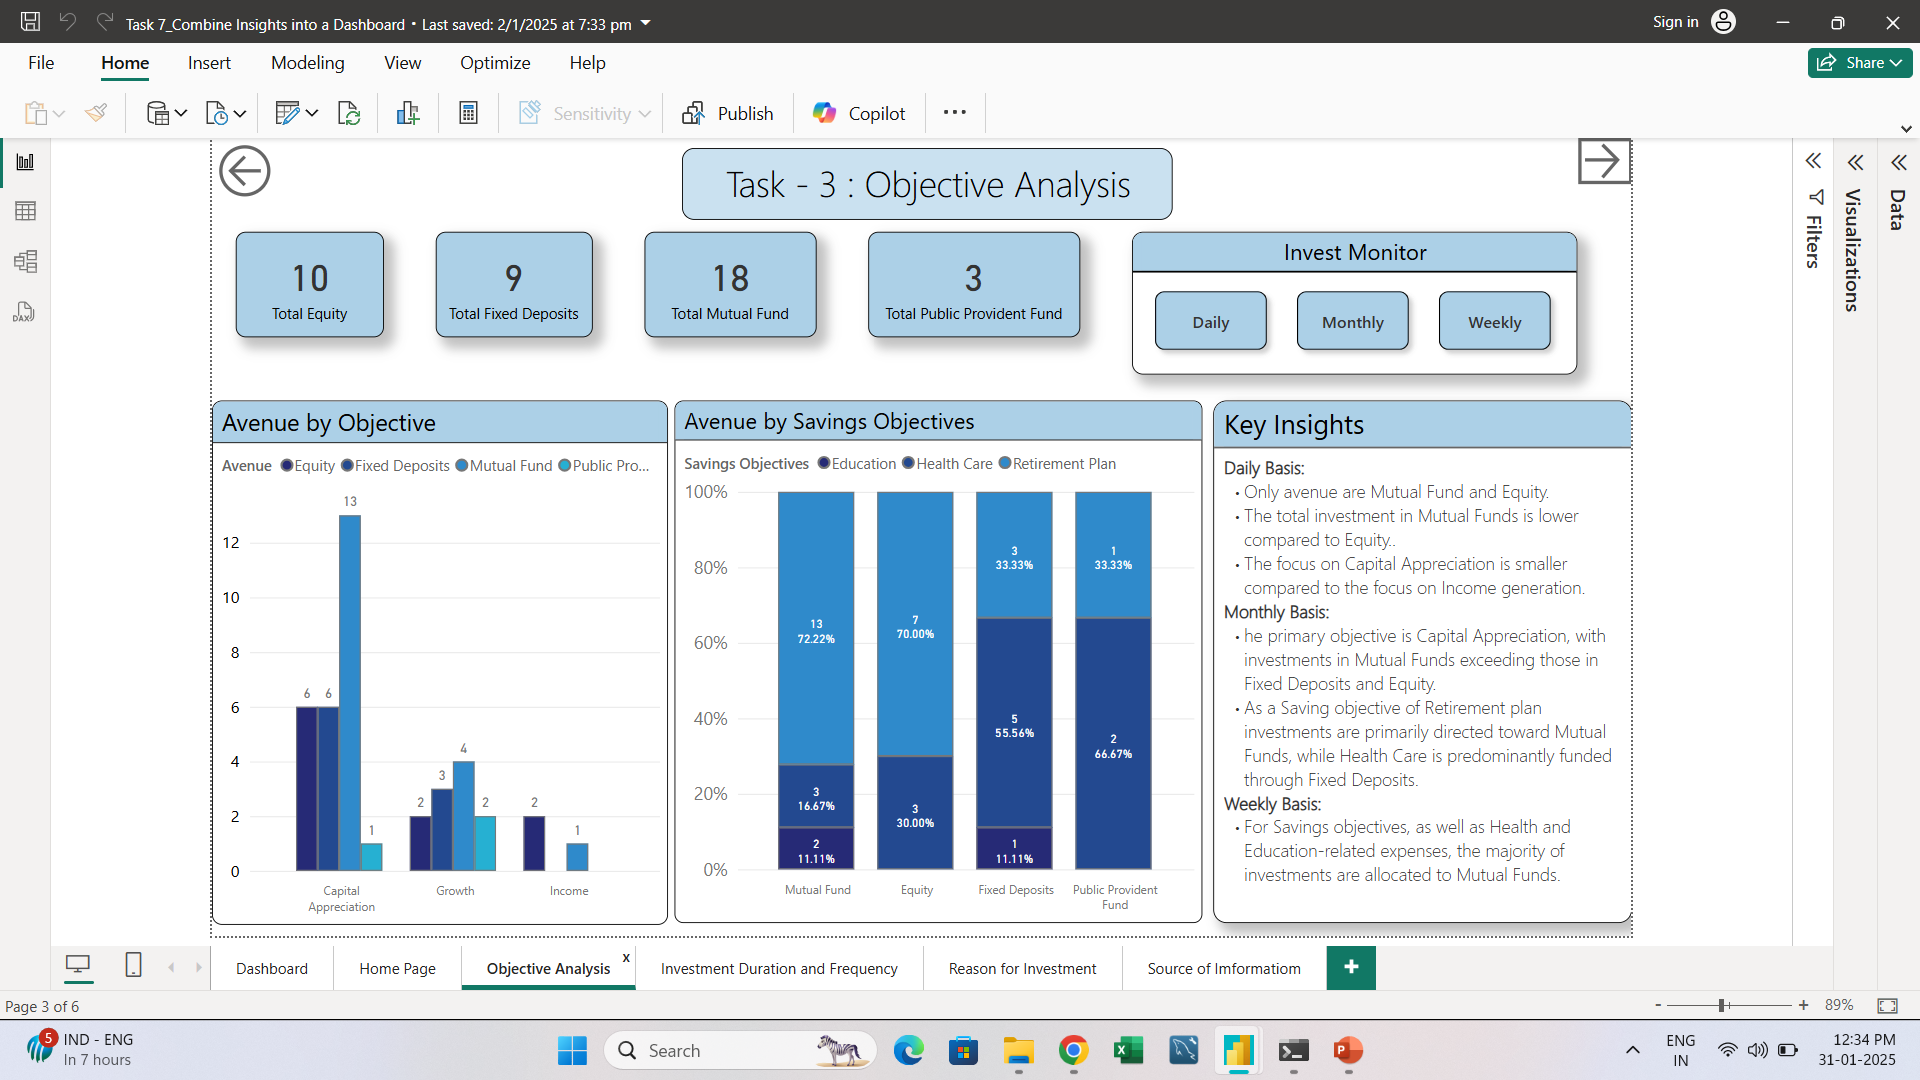 Task 7_Combine Insights into a Dashboard • Last saved: 2/1/2025 at 7:33 pm
Sign in
File
Home
Insert
Modeling
View
Optimize
Help
Share
Sensitivity
Publish
Copilot
Task - 3 : Objective Analysis
10
Total Equity
9
Total Fixed Deposits
18
Total Mutual Fund
3
Total Public Provident Fund
Invest Monitor
Daily
Monthly
Weekly
Filters
Visualizations
Data
DAX
Avenue by Objective
Avenue Equity Fixed Deposits Mutual Fund Public Pro...
13
12
10
8
6 6
6
4
4
3
2 2 2
2
1 1
0
Capital
Appreciation
Growth
Income
Avenue by Savings Objectives
Savings Objectives Education Health Care Retirement Plan
100%
80%
60%
40%
20%
0%
13
72.22%
3
16.67%
2
11.11%
7
70.00%
3
30.00%
3
33.33%
5
55.56%
1
11.11%
1
33.33%
2
66.67%
Mutual Fund
Equity
Fixed Deposits
Public Provident
Fund
Key Insights
Daily Basis:
• Only avenue are Mutual Fund and Equity.
• The total investment in Mutual Funds is lower
compared to Equity..
• The focus on Capital Appreciation is smaller
compared to the focus on Income generation.
Monthly Basis:
• he primary objective is Capital Appreciation, with
investments in Mutual Funds exceeding those in
Fixed Deposits and Equity.
• As a Saving objective of Retirement plan
investments are primarily directed toward Mutual
Funds, while Health Care is predominantly funded
through Fixed Deposits.
Weekly Basis:
• For Savings objectives, as well as Health and
Education-related expenses, the majority of
investments are allocated to Mutual Funds.
Dashboard
Home Page
Objective Analysis
x
Investment Duration and Frequency
Reason for Investment
Source of Imformatiom
+
Page 3 of 6
- + 89%
5
IND - ENG
In 7 hours
Search
ENG
IN
12:34 PM
31-01-2025